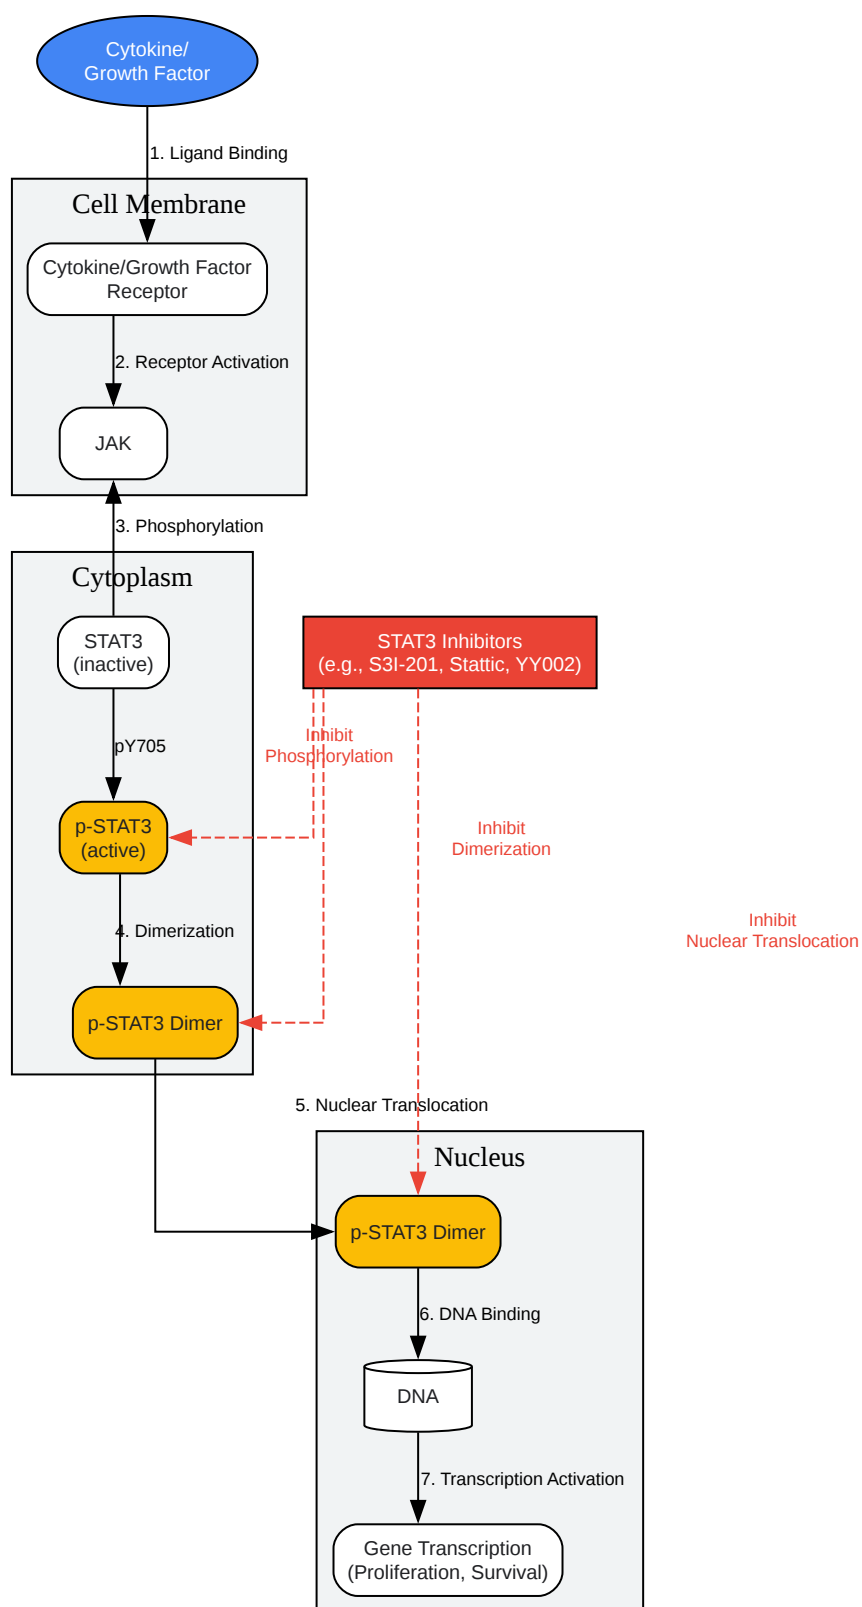 Cytokine/
Growth Factor
1. Ligand Binding
Cell Membrane
Cytokine/Growth Factor
Receptor
2. Receptor Activation
JAK
3. Phosphorylation
Cytoplasm
STAT3
(inactive)
STAT3 Inhibitors
(e.g., S3I-201, Stattic, YY002)
pY705
Inhibit
Phosphorylation
p-STAT3
(active)
Inhibit
Dimerization
4. Dimerization
Inhibit
Nuclear Translocation
p-STAT3 Dimer
5. Nuclear Translocation
Nucleus
p-STAT3 Dimer
6. DNA Binding
DNA
7. Transcription Activation
Gene Transcription
(Proliferation, Survival)